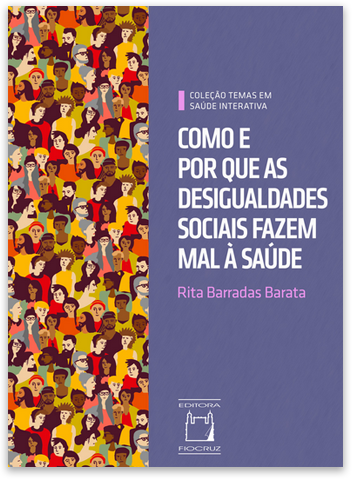 COLEÇÃO TEMAS EM
SAÚDE INTERATIVA
COMO E
POR QUE AS
DESIGUALDADES
SOCIAIS FAZEM
MAL À SAÚDE
Rita Barradas Barata
EDITORA
FIOCRUZ